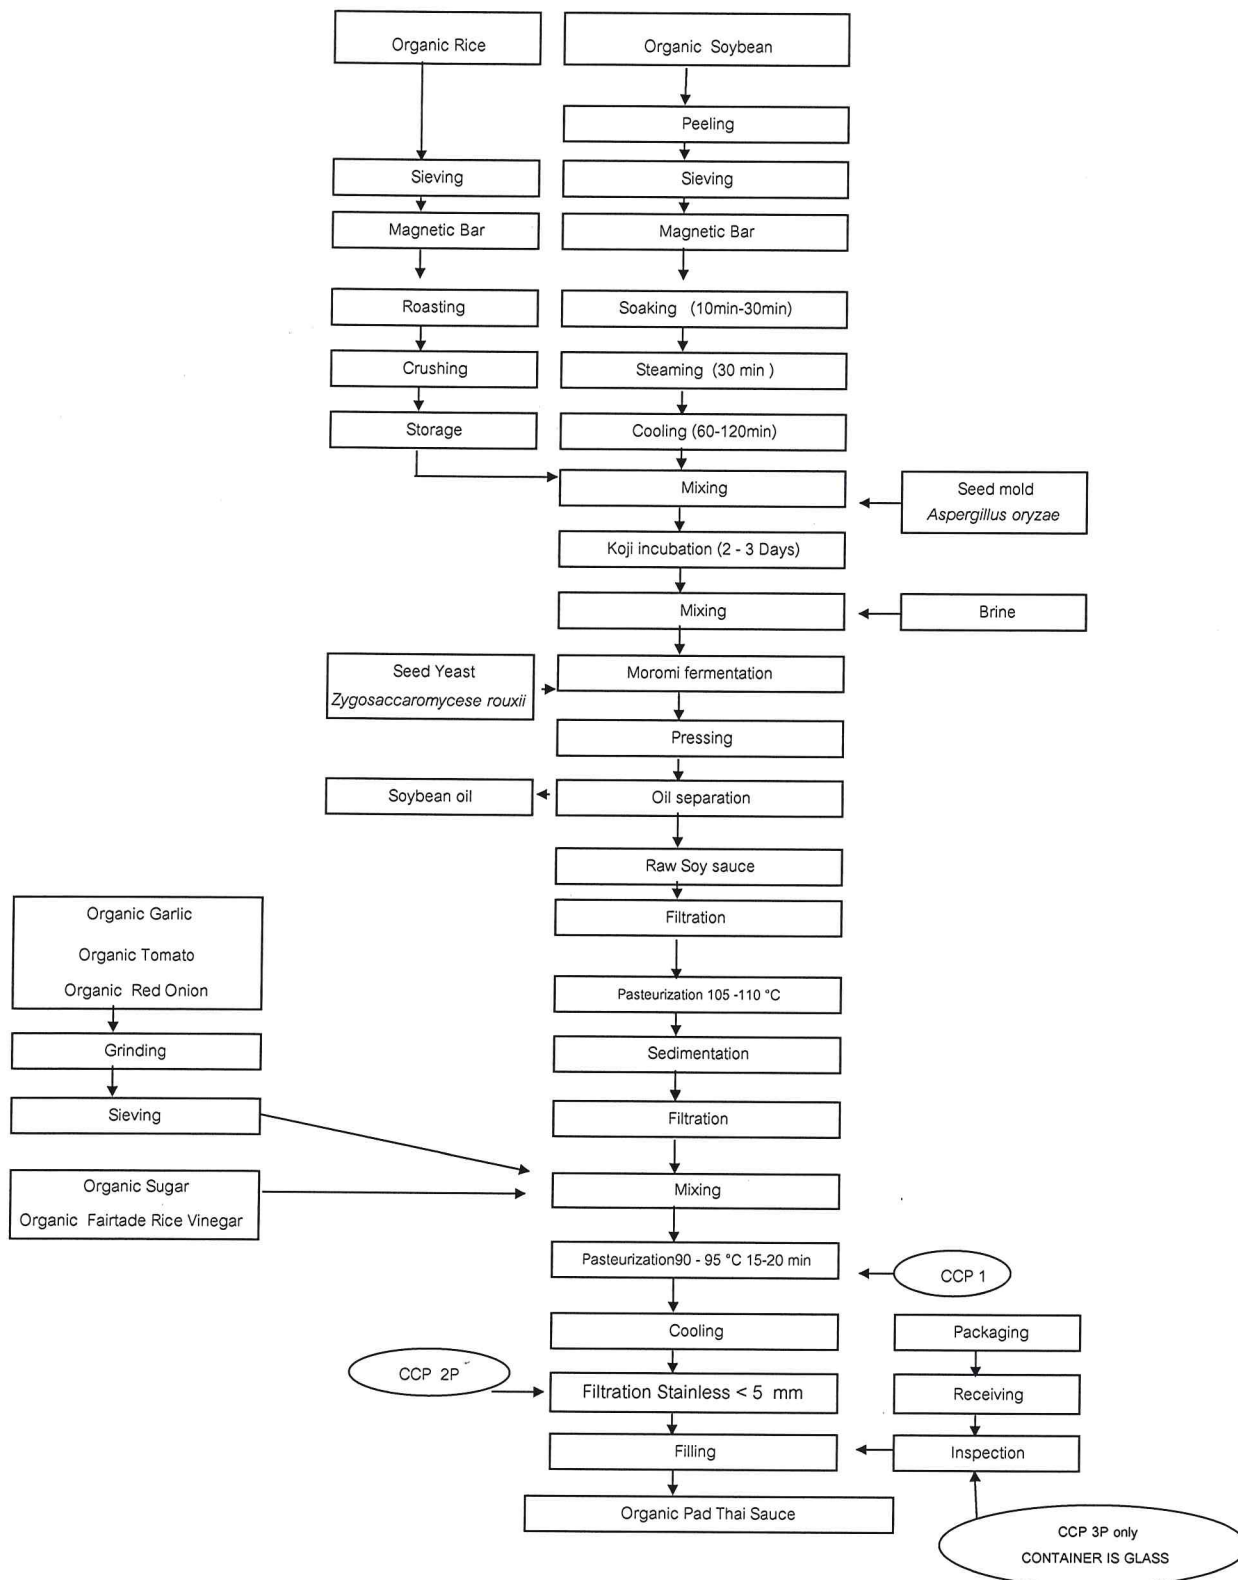 Organic Rice
Organic Soybean
Peeling
Sieving
Sieving
Magnetic Bar
Magnetic Bar
Roasting
Soaking (10min-30min)
Crushing
Steaming (30 min )
Storage
Cooling (60-120min)
Mixing
Seed mold
Aspergillus oryzae
Koji incubation (2 - 3 Days)
Mixing
Brine
Seed Yeast
Zygosaccaromycese rouxii
Moromi fermentation
Pressing
Soybean oil
Oil separation
Raw Soy sauce
Organic Garlic
Organic Tomato
Organic Red Onion
Filtration
Pasteurization 105 -110 °C
Grinding
Sedimentation
Sieving
Filtration
Organic Sugar
Organic Fairtade Rice Vinegar
Mixing
Pasteurization90 - 95 °C 15-20 min
CCP 1
Cooling
Packaging
CCP 2P
Filtration Stainless < 5 mm
Receiving
Filling
Inspection
Organic Pad Thai Sauce
CCP 3P only
CONTAINER IS GLASS